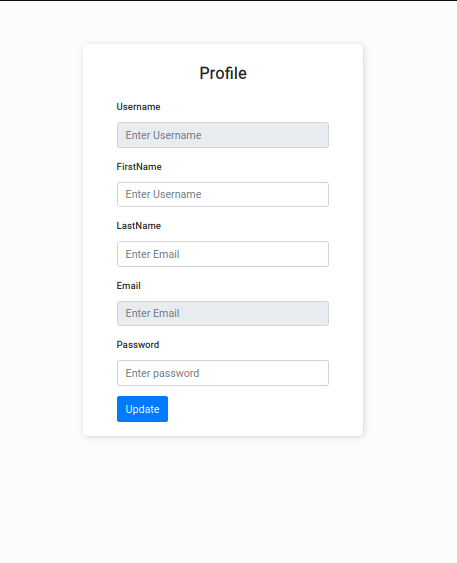 Profile
Username
Enter Username
FirstName
Enter Username
LastName
Enter Email
Email
Enter Email
Password
Enter password
Update